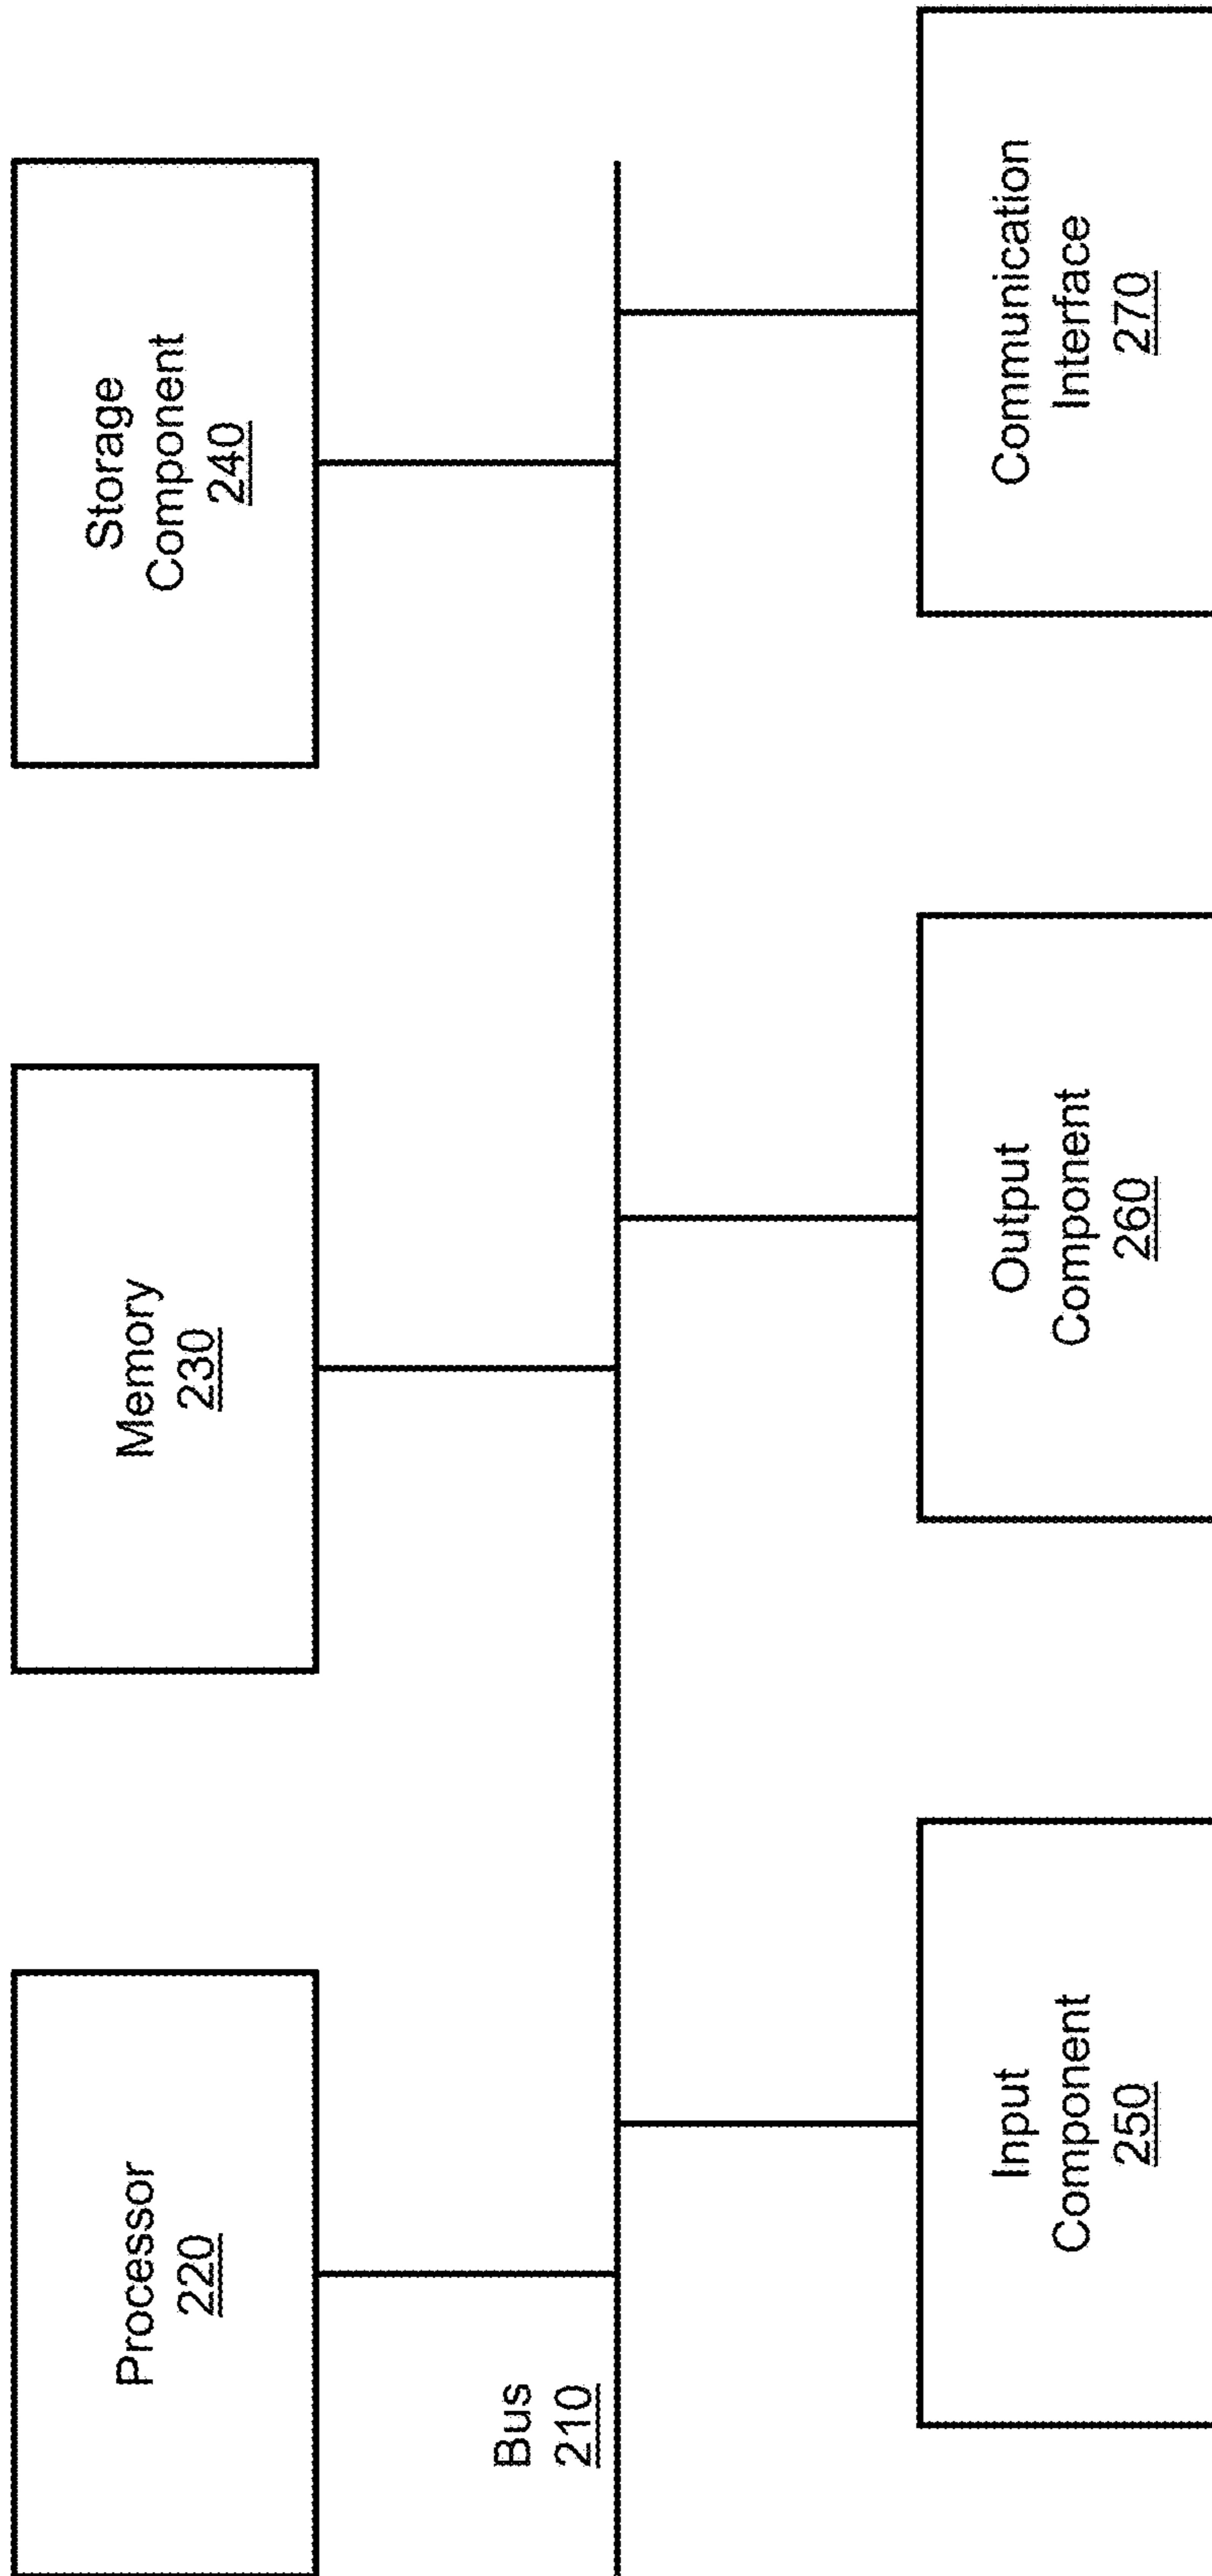 Processor
220
Memory
230
Storage
Component
240
Bus
210
Input
Component
250
Output
Component
260
Communication
Interface
270